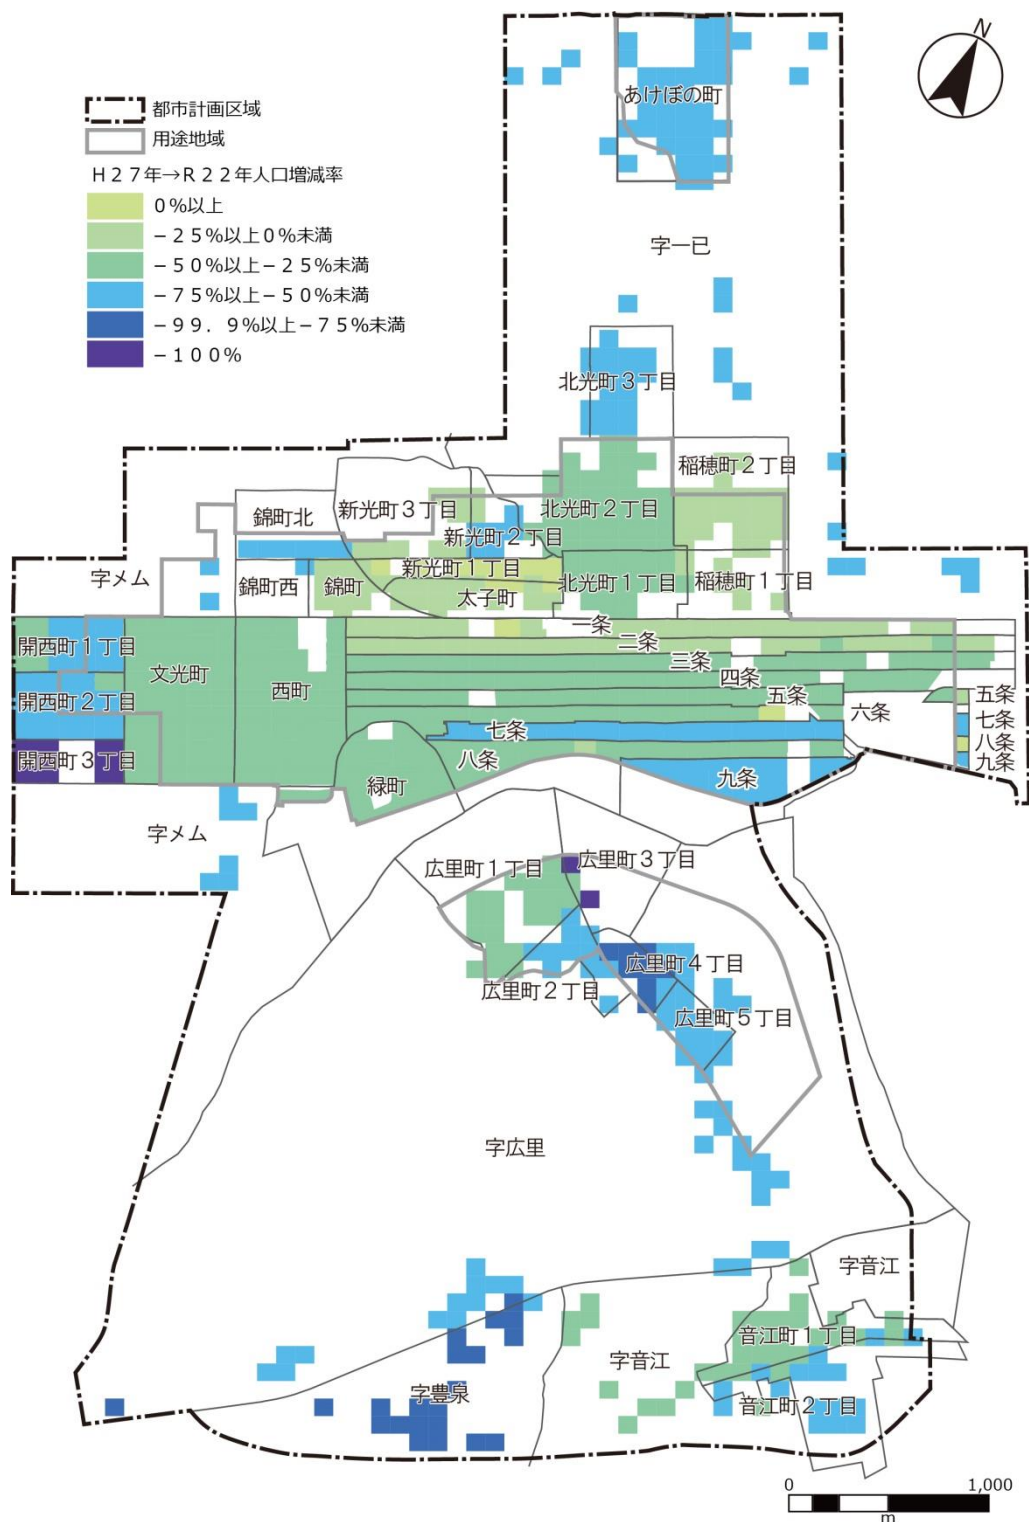 N
都市計画区域
用途地域
H27年→R22年人口増減率
0%以上
-25%以上0%未満
-50%以上-25%未満
-75%以上-50%未満
-99.9%以上-75%未満
-100%
あけぼの町
字一已
北光町3丁目
稲穂町2丁目
新光町3丁目
北光町2丁目
錦町北
新光町2丁目
字メム
錦町西
錦町
新光町1丁目
太子町
北光町1丁目
稲穂町1丁目
開西町1丁目
文光町
西町
一条
二条
三条
四条
五条
六条
七条
八条
九条
五条
七条
八条
九条
開西町2丁目
開西町3丁目
緑町
字メム
広里町1丁目
広里町3丁目
広里町2丁目
広里町4丁目
広里町5丁目
字広里
字音江
音江町1丁目
字音江
字豊泉
音江町2丁目
0 1,000
m